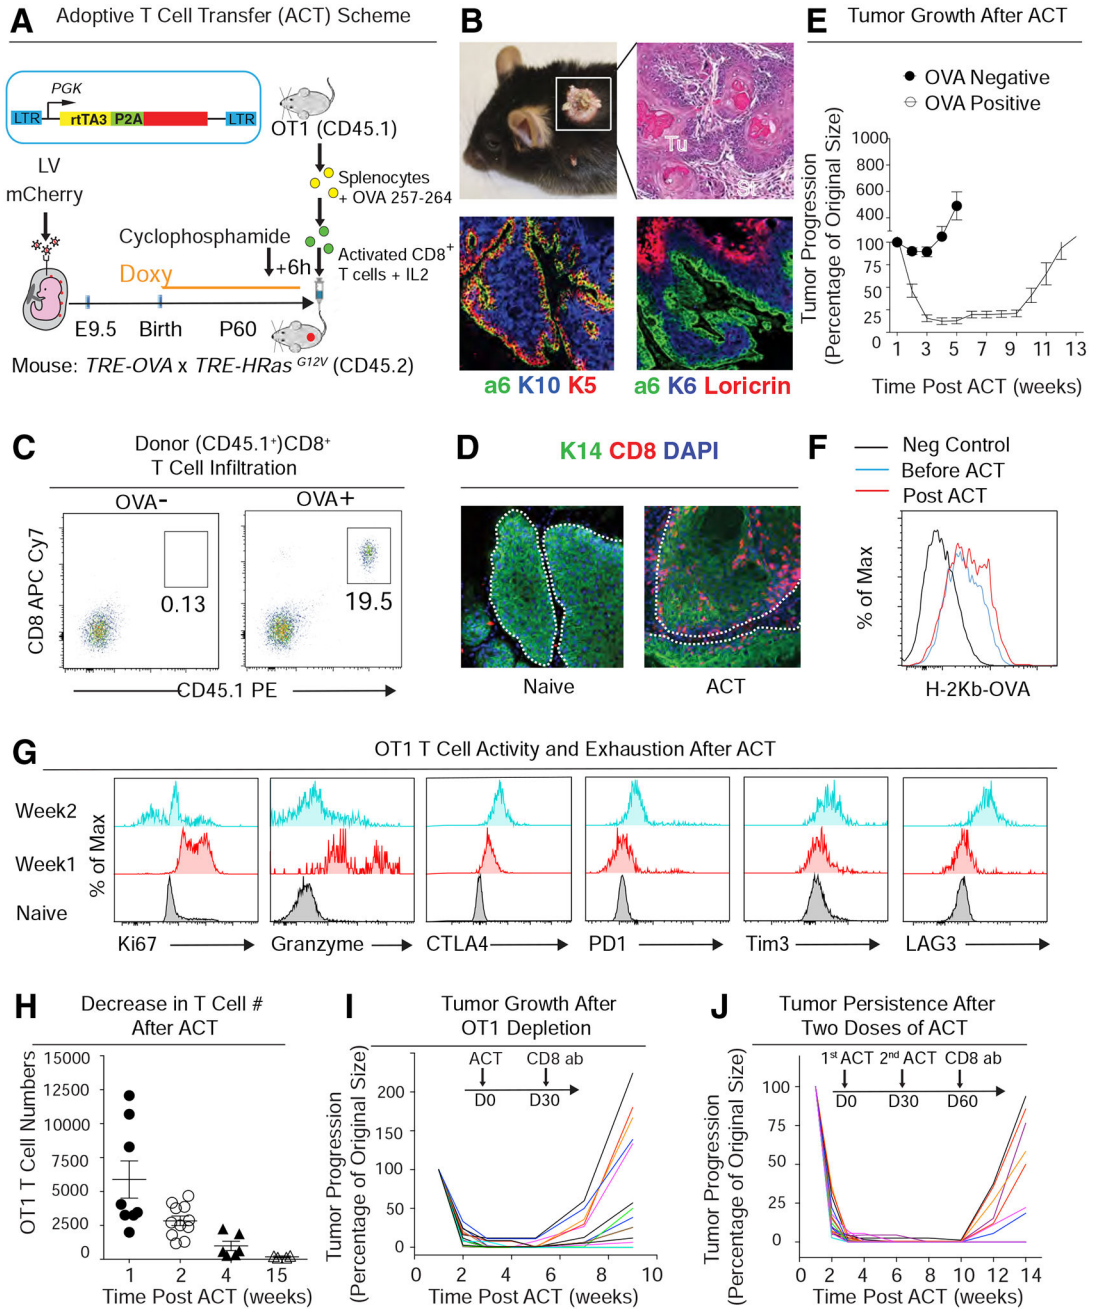 A Adoptive T Cell Transfer (ACT) Scheme
PGK
LTR rtTA3 P2A LTR
OT1 (CD45.1)
LV
mCherry
Splenocytes
+ OVA 257-264
Cyclophosphamide
Activated CD8+
T cells + IL2
+6h
Doxy
E9.5 Birth P60
Mouse: TRE-OVA x TRE-HRas G12V (CD45.2)
B
Tu
St
a6 K10 K5
a6 K6 Loricrin
E Tumor Growth After ACT
OVA Negative
OVA Positive
Tumor Progression
(Percentage of Original Size)
1000
800
600
400
100
75
50
25
0
1 3 5 7 9 11 13
Time Post ACT (weeks)
C Donor (CD45.1+)CD8+
T Cell Infiltration
OVA- OVA+
CD8 APC Cy7
0.13 19.5
CD45.1 PE
D K14 CD8 DAPI
Naive ACT
F Neg Control
Before ACT
Post ACT
% of Max
H-2Kb-OVA
G OT1 T Cell Activity and Exhaustion After ACT
Week2
Week1
Naive
% of Max
Ki67 Granzyme CTLA4 PD1 Tim3 LAG3
H Decrease in T Cell #
After ACT
OT1 T Cell Numbers
15000
12500
10000
7500
5000
2500
0
1 2 4 15
Time Post ACT (weeks)
I Tumor Growth After
OT1 Depletion
ACT CD8 ab
D0 D30
Tumor Progression
(Percentage of Original Size)
200
150
100
50
0
0 2 4 6 8 10
Time Post ACT (weeks)
J Tumor Persistence After
Two Doses of ACT
1st ACT 2nd ACT CD8 ab
D0 D30 D60
Tumor Progression
(Percentage of Original Size)
100
75
50
25
0
0 2 4 6 8 10 12 14
Time Post ACT (weeks)